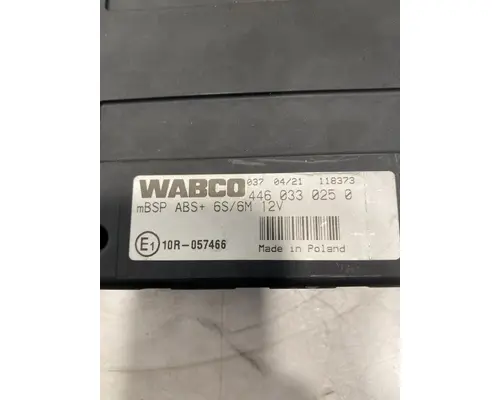 037 04/21 118373
WABCO 446 033 025 0
mBSP ABS+ 6S/6M 12V
E1 10R-057466
Made in Poland